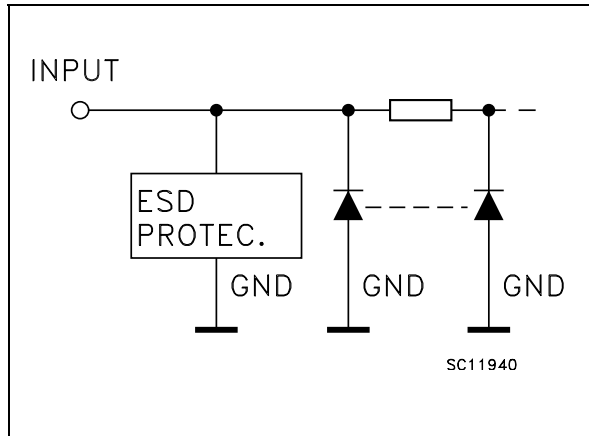 INPUT
ESD
PROTEC.
GND GND GND
SC11940